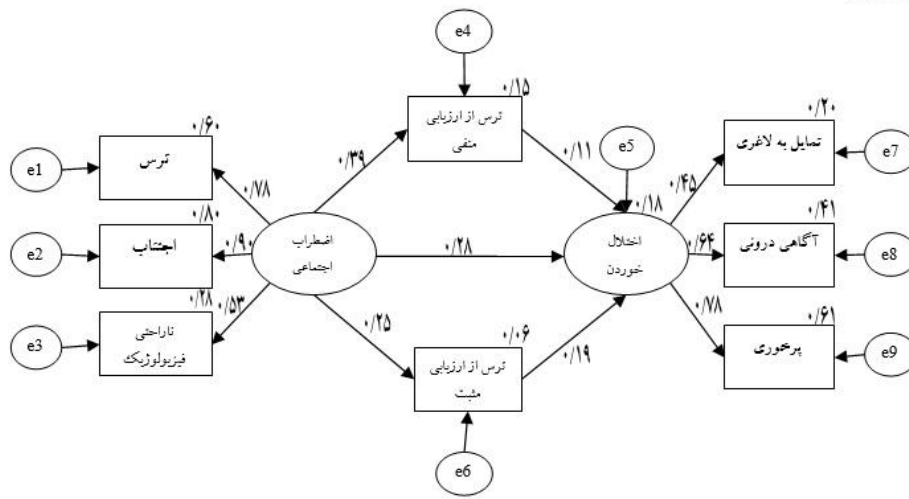 e4
۰/۱۵
ترس از ارزیابی
منفی
۰/۶۰
ترس
e1
۰/۷۸
۰/۳۹
۰/۱۱
e5
۰/۲۰
تمایل به لاغری
e7
۰/۴۵
۰/۸۰
اجتناب
e2
۰/۹۰
اضطراب
اجتماعی
۰/۲۸
۰/۱۸
اختلال
خوردن
۰/۶۴
۰/۴۱
آگاهی درونی
e8
۰/۲۸
ناراحتی
فیزیولوژیک
e3
۰/۵۳
۰/۲۵
۰/۰۶
ترس از ارزیابی
مثبت
۰/۱۹
۰/۷۸
۰/۶۱
پرخوری
e9
e6